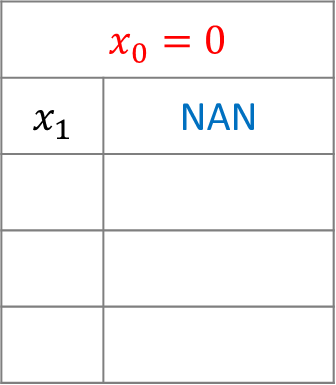 x₀ = 0
x₁ NAN